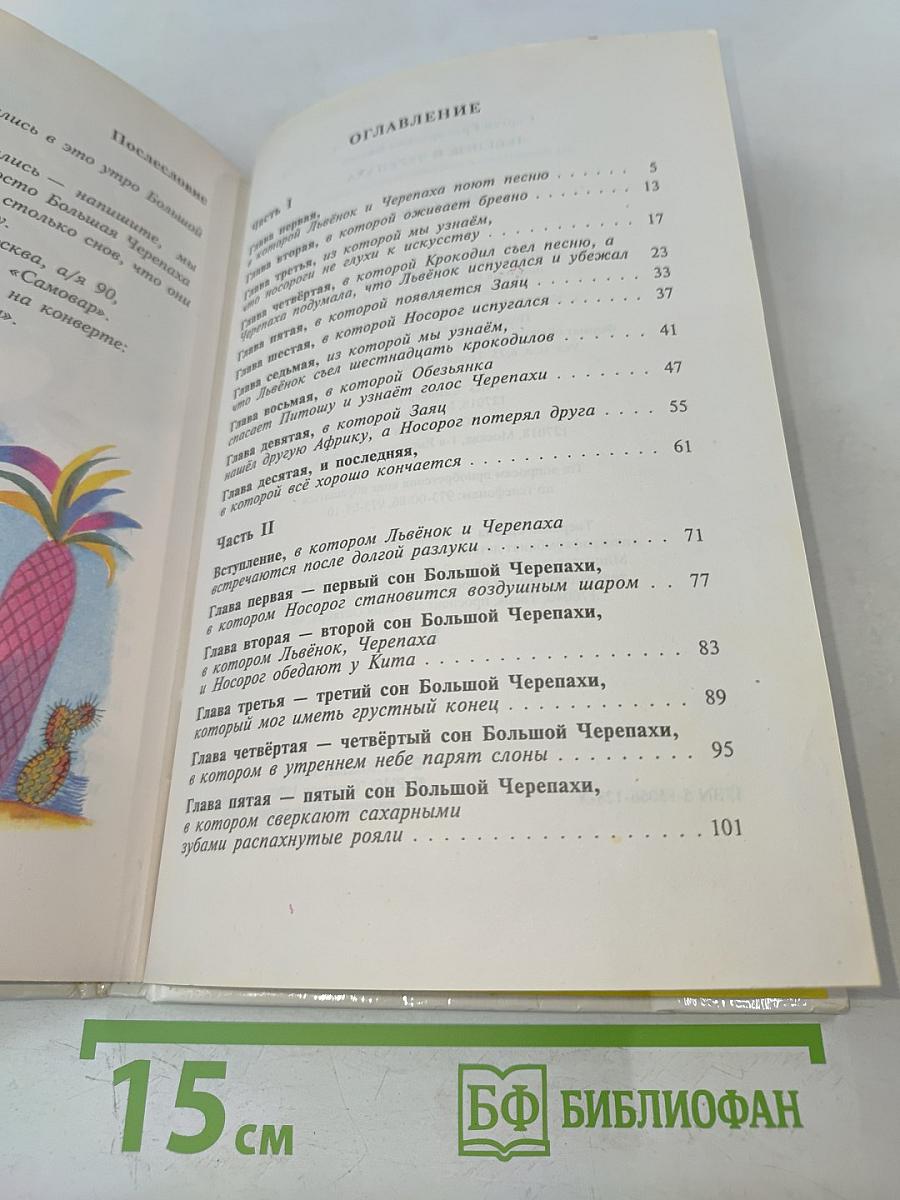 Послесловие
лись в это утро Большой
лись — напишите, мы
осто Большая Черепаха
столько снов, что они
у.
сква, а/я 90,
«Самовар».
на конверте:
».
ОГЛАВЛЕНИЕ
Часть I
Глава первая,
в которой Львёнок и Черепаха поют песню . . . . . . 5
Глава вторая, в которой оживает бревно . . . . . . . . 13
Глава третья, из которой мы узнаем,
что носороги не глухи к искусству . . . . . . . . . . . . 17
Глава четвёртая, в которой Крокодил съел песню, а
Черепаха подумала, что Львёнок испугался и убежал 23
Глава пятая, в которой появляется Заяц . . . . . . . . 33
Глава шестая, в которой Носорог испугался . . . . . . 37
Глава седьмая, из которой мы узнаем,
что Львёнок съел шестнадцать крокодилов . . . . . . 41
Глава восьмая, в которой Обезьянка
спасает Питошу и узнаёт голос Черепахи . . . . . . . 47
Глава девятая, в которой Заяц
нашёл другую Африку, а Носорог потерял друга . . . . 55
Глава десятая, и последняя,
в которой всё хорошо кончается . . . . . . . . . . . . . 61
Часть II
Вступление, в котором Львёнок и Черепаха
встречаются после долгой разлуки . . . . . . . . . . . . 71
Глава первая — первый сон Большой Черепахи,
в котором Носорог становится воздушным шаром . . 77
Глава вторая — второй сон Большой Черепахи,
в котором Львёнок, Черепаха
и Носорог обедают у Кита . . . . . . . . . . . . . . . . 83
Глава третья — третий сон Большой Черепахи,
который мог иметь грустный конец . . . . . . . . . . . 89
Глава четвёртая — четвёртый сон Большой Черепахи,
в котором в утреннем небе парят слоны . . . . . . . . . 95
Глава пятая — пятый сон Большой Черепахи,
в котором сверкают сахарными
зубами распахнутые рояли . . . . . . . . . . . . . . . . . . 101
15 см
БФ БИБЛИОФАН